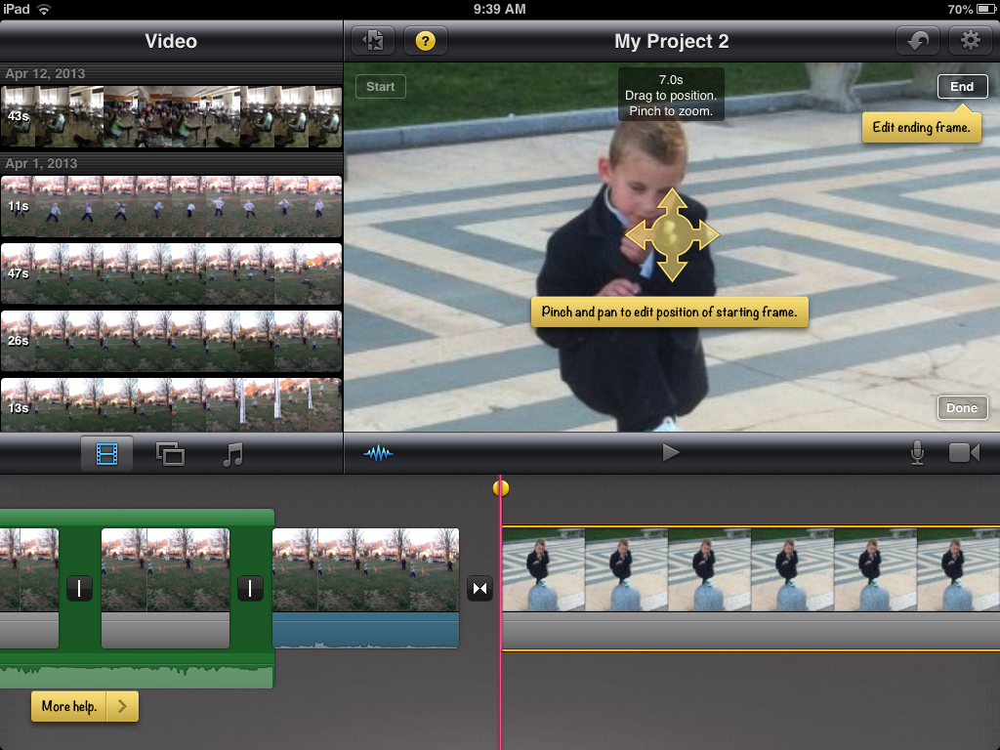 iPad
9:39 AM
70%
Video
?
My Project 2
Apr 12, 2013
43s
Apr 1, 2013
11s
47s
26s
13s
Start
7.0s
Drag to position.
Pinch to zoom.
End
Edit ending frame.
Pinch and pan to edit position of starting frame.
Done
More help.